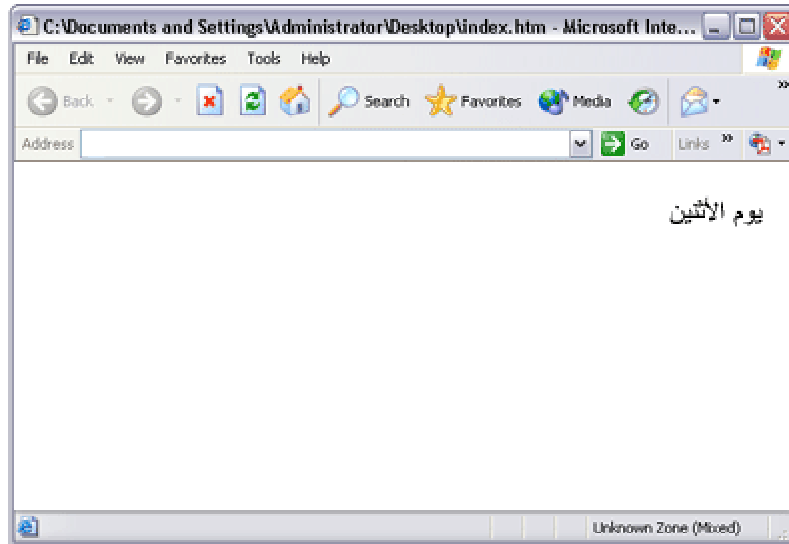 C:\Documents and Settings\Administrator\Desktop\index.htm - Microsoft Inte...
File Edit View Favorites Tools Help
Back Search Favorites Media
Address Go Links
يوم الأثنين
Unknown Zone (Mixed)